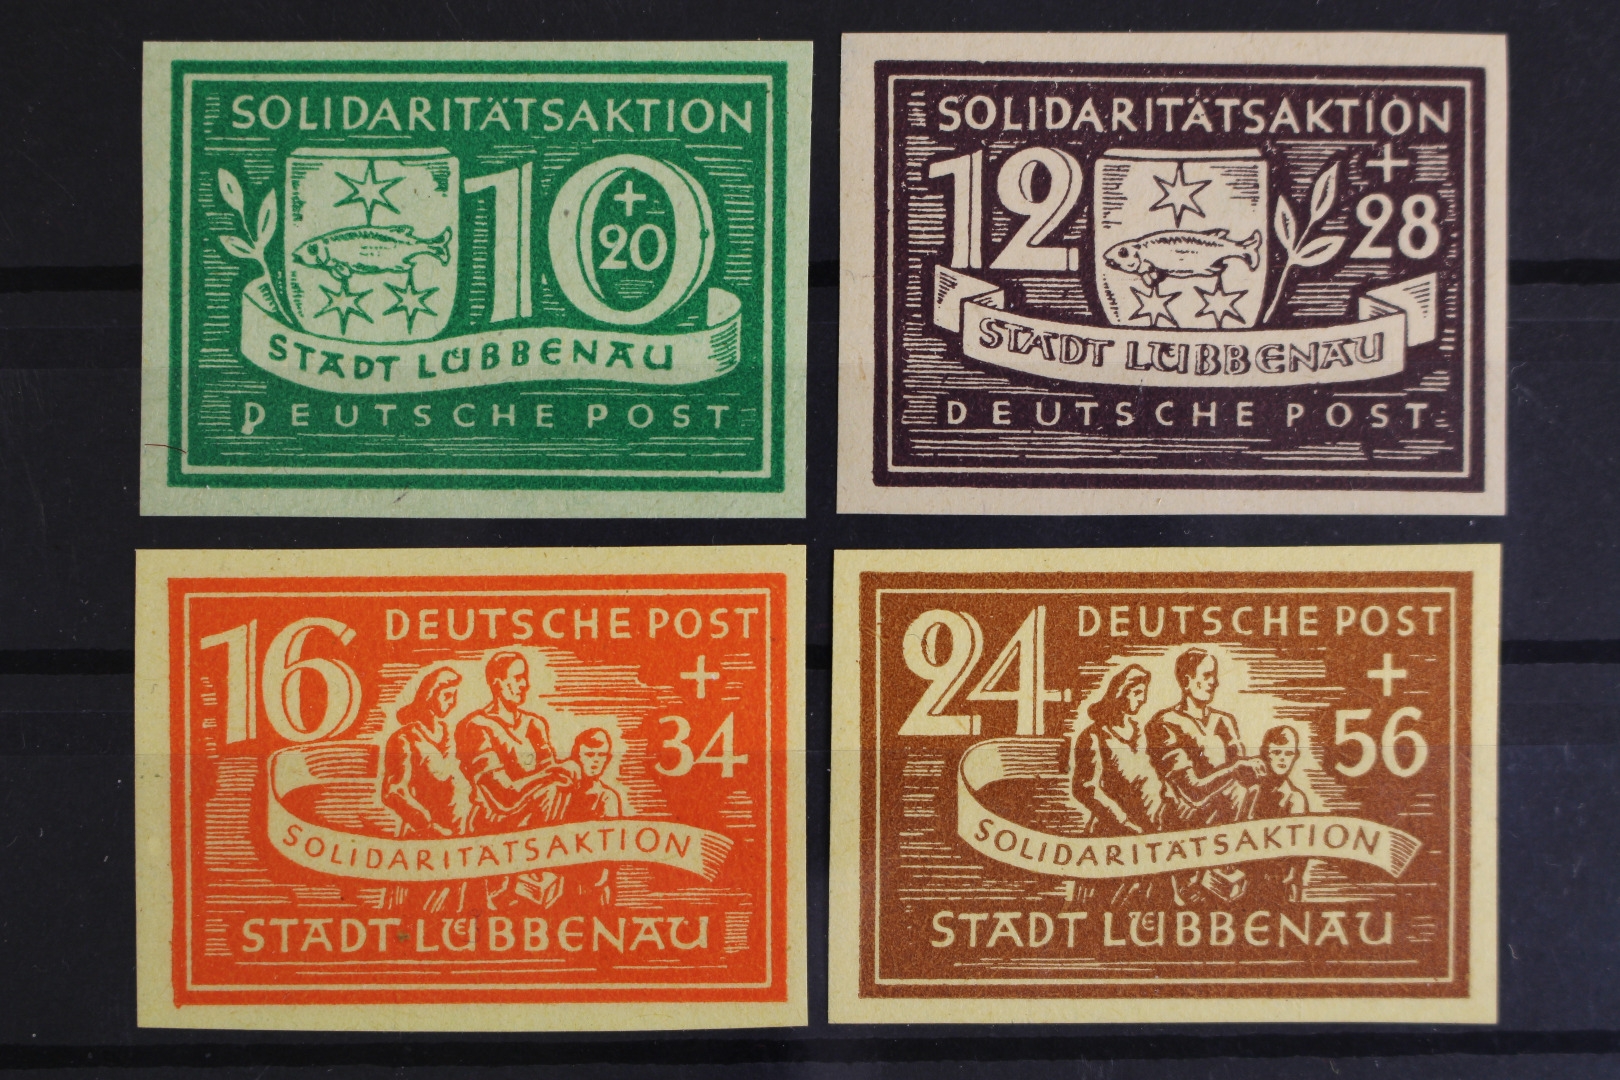 SOLIDARITÄTSAKTION
10
+
20
STADT LÜBBENAU
DEUTSCHE POST
SOLIDARITÄTSAKTION
12
+
28
STADT LÜBBENAU
DEUTSCHE POST
16
DEUTSCHE POST
+
34
SOLIDARITÄTSAKTION
STADT LÜBBENAU
24
DEUTSCHE POST
+
56
SOLIDARITÄTSAKTION
STADT LÜBBENAU